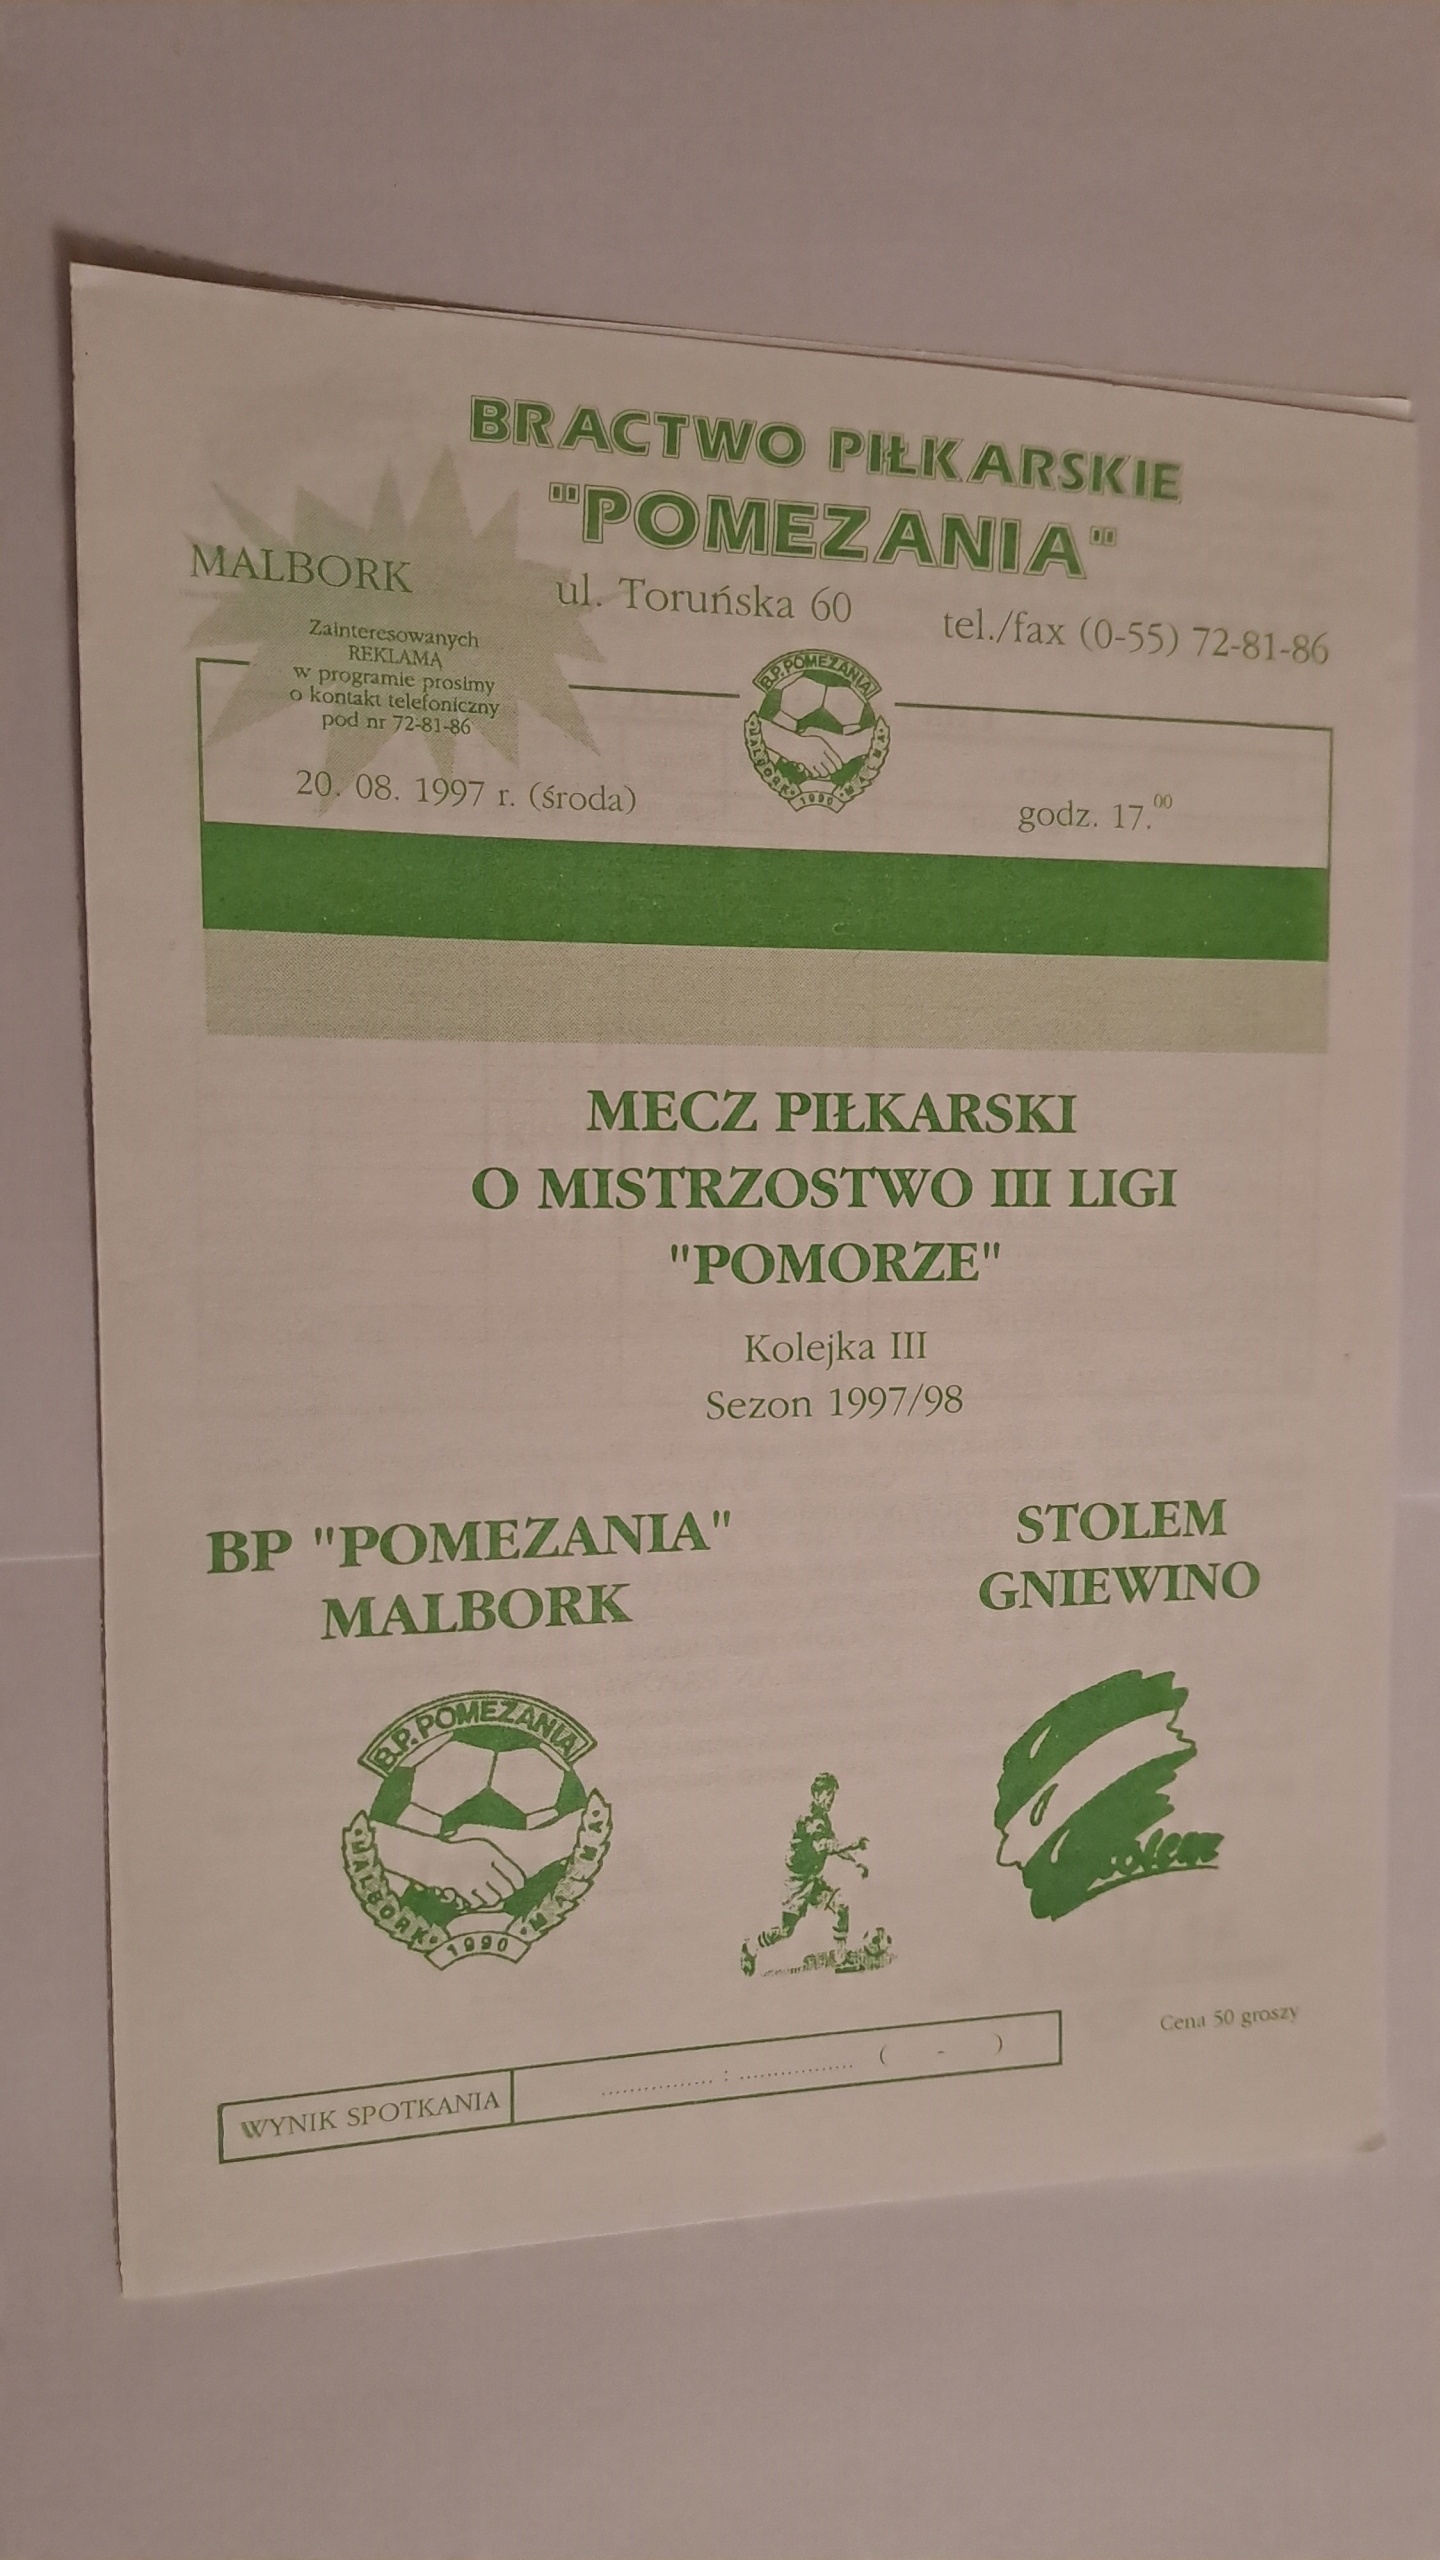 BRACTWO PIŁKARSKIE
"POMEZANIA"
MALBORK ul. Toruńska 60 tel./fax (0-55) 72-81-86
Zainteresowanych
REKLAMĄ
w programie prosimy
o kontakt telefoniczny
pod nr 72-81-86
B.P. POMEZANIA
MALBORK 1990 MALMA
20. 08. 1997 r. (środa) godz. 17.00
MECZ PIŁKARSKI
O MISTRZOSTWO III LIGI
"POMORZE"
Kolejka III
Sezon 1997/98
BP "POMEZANIA"
MALBORK
STOLEM
GNIEWINO
B.P. POMEZANIA
MALBORK 1990 MALMA
stolem
Cena 50 groszy
WYNIK SPOTKANIA ................ : ................ ( - )